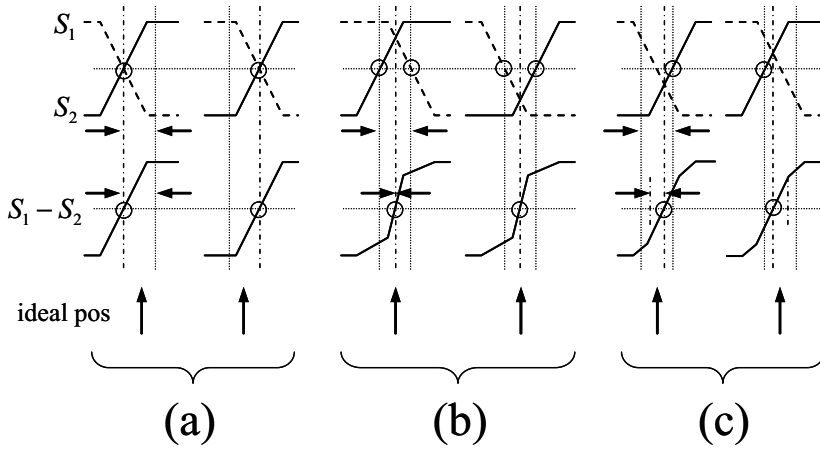 S₁
S₂
S₁ − S₂
ideal pos
(a) (b) (c)